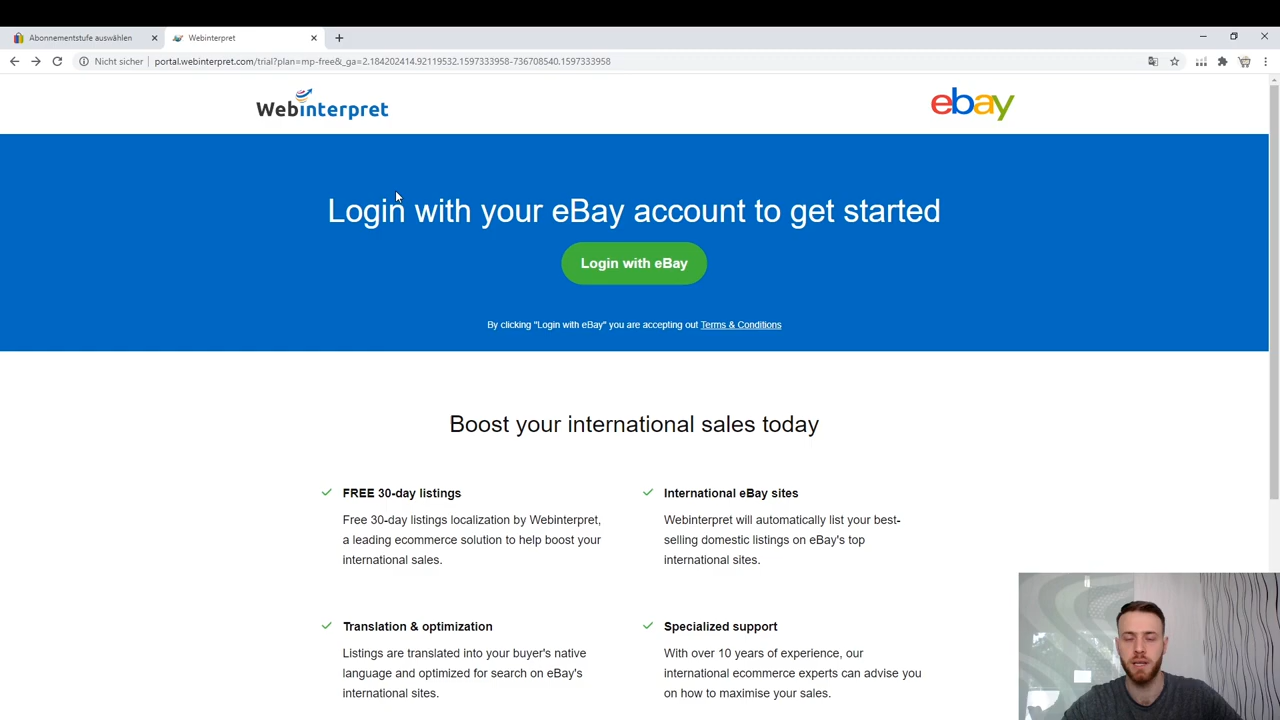 Abonnementstufe auswählen
Webinterpret
Nicht sicher
portal.webinterpret.com/trial?plan=mp-free&_ga=2.184202414.92119532.1597333958-736708540.1597333958
Webinterpret
ebay
Login with your eBay account to get started
Login with eBay
By clicking "Login with eBay" you are accepting out Terms & Conditions
Boost your international sales today
FREE 30-day listings
Free 30-day listings localization by Webinterpret,
a leading ecommerce solution to help boost your
international sales.
International eBay sites
Webinterpret will automatically list your best-
selling domestic listings on eBay's top
international sites.
Translation & optimization
Listings are translated into your buyer's native
language and optimized for search on eBay's
international sites.
Specialized support
With over 10 years of experience, our
international ecommerce experts can advise you
on how to maximise your sales.